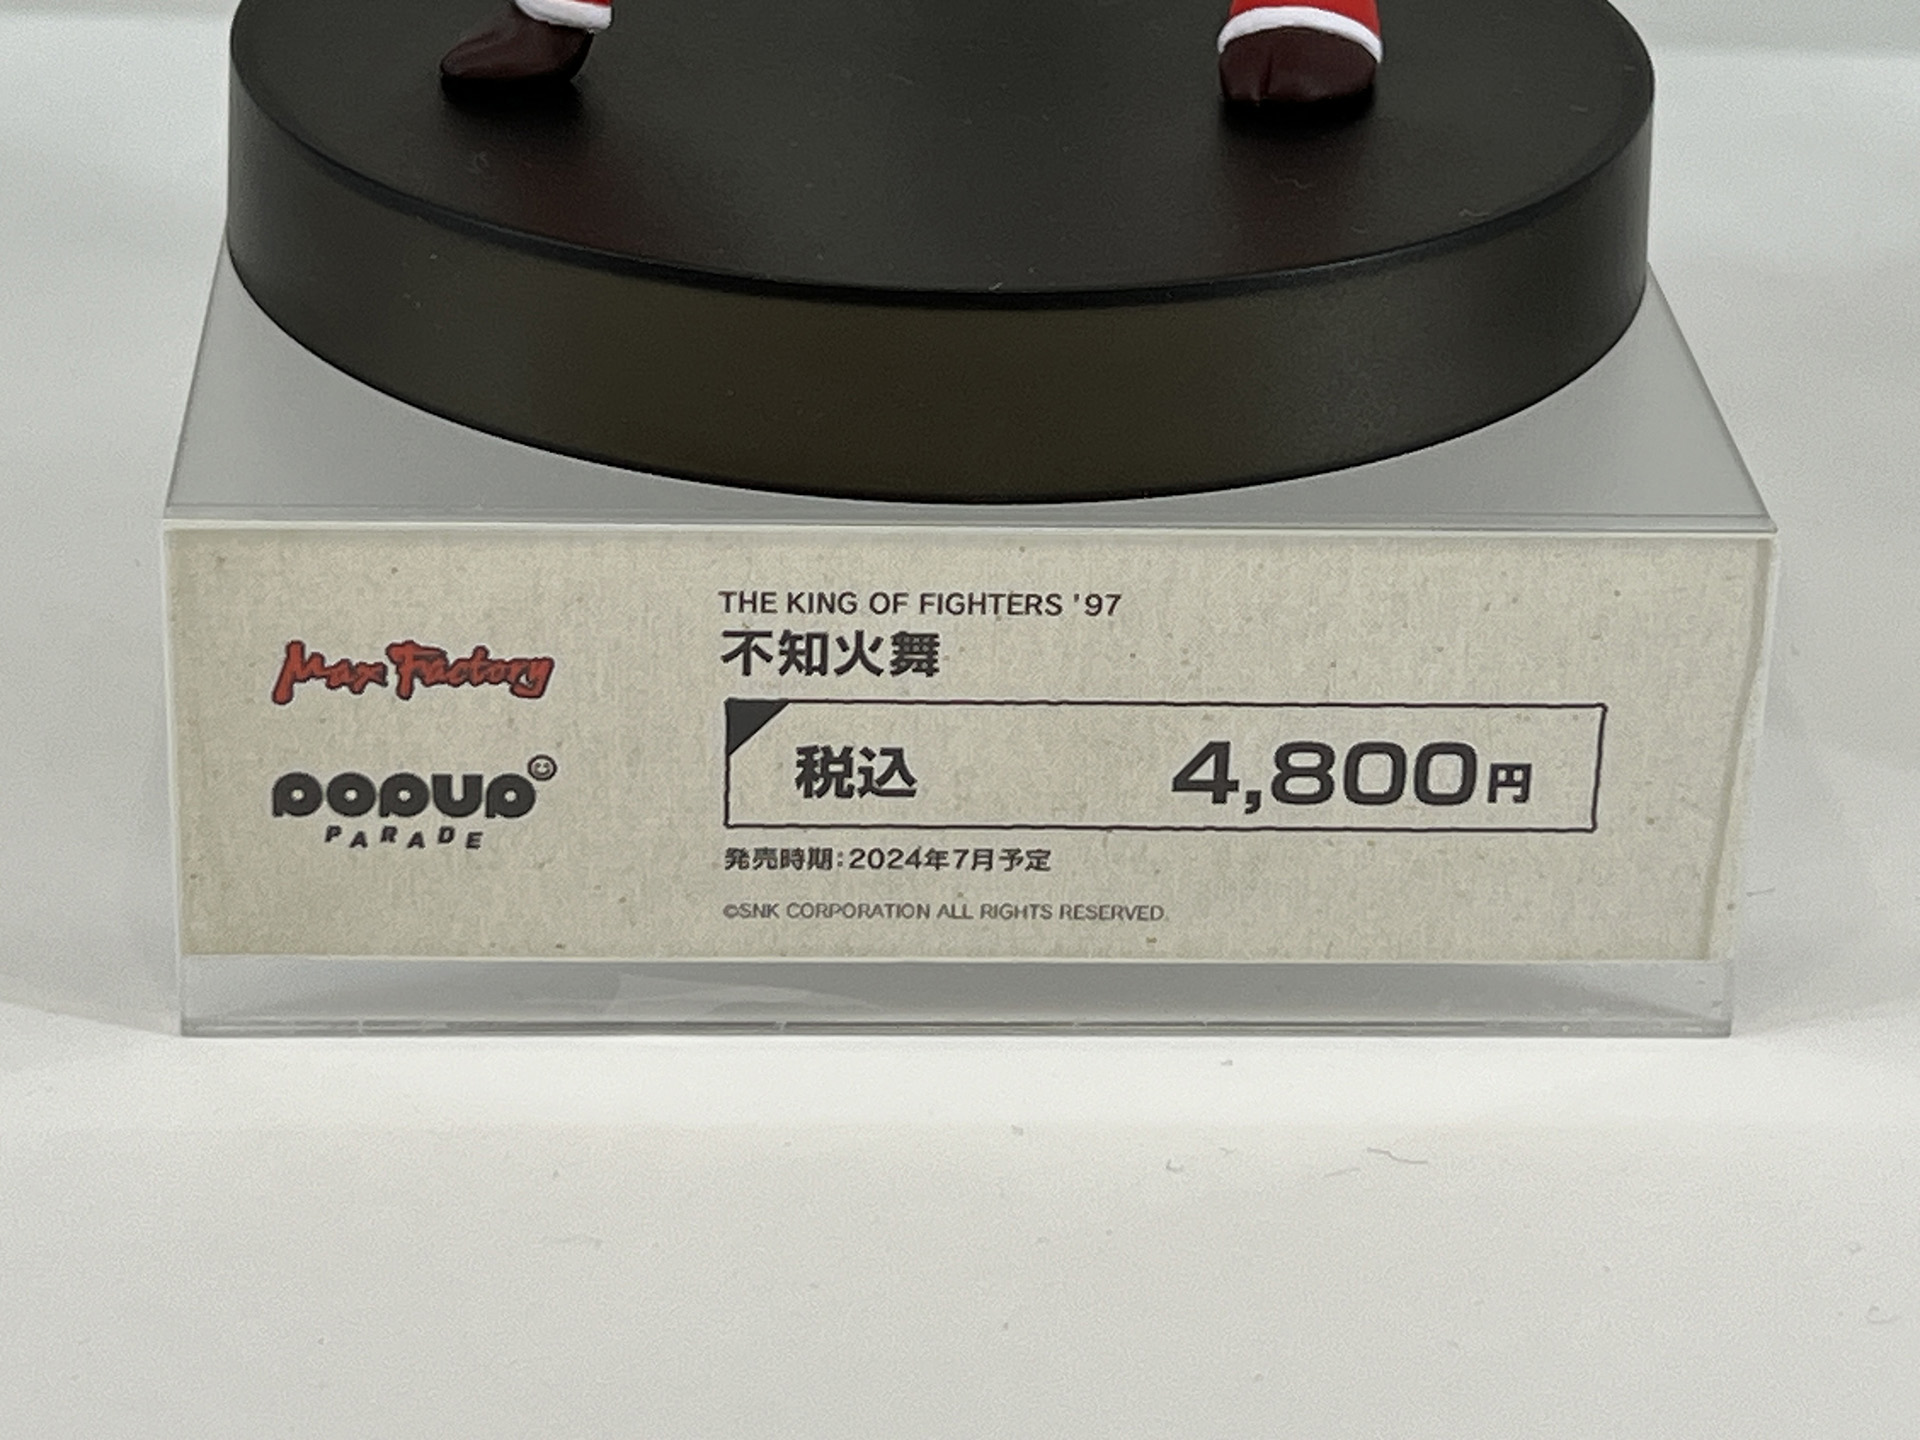 Max Factory
POPUP
PARADE
THE KING OF FIGHTERS '97
不知火舞
税込 4,800円
発売時期:2024年7月予定
©SNK CORPORATION ALL RIGHTS RESERVED.